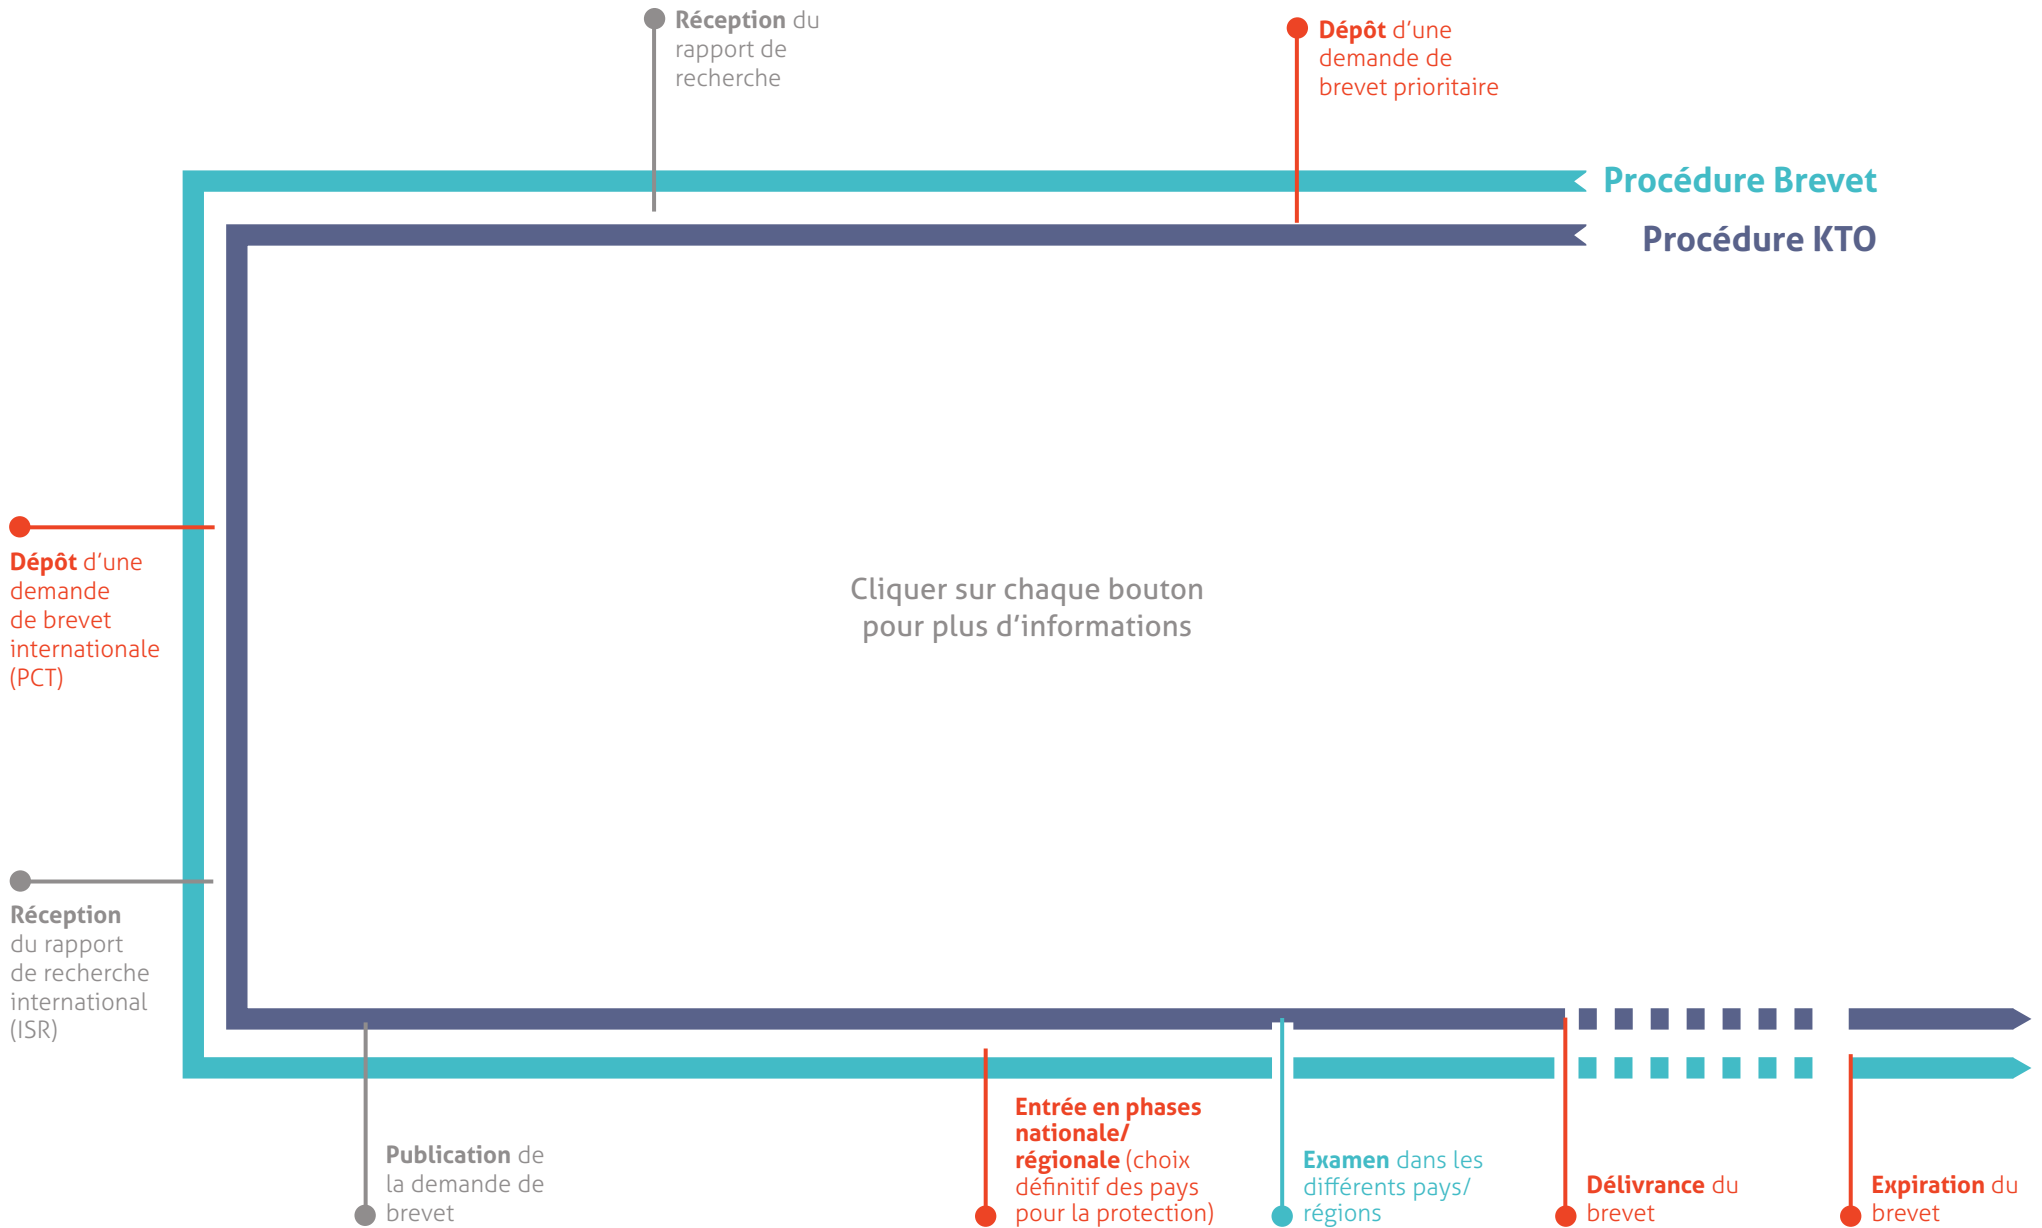 Réception du
rapport de
recherche
Dépôt d’une
demande de
brevet prioritaire
Procédure Brevet
Procédure KTO
Dépôt d’une
demande
de brevet
internationale
(PCT)
Cliquer sur chaque bouton
pour plus d’informations
Réception
du rapport
de recherche
international
(ISR)
Publication de
la demande de
brevet
Entrée en phases
nationale/
régionale (choix
définitif des pays
pour la protection)
Examen dans les
différents pays/
régions
Délivrance du
brevet
Expiration du
brevet